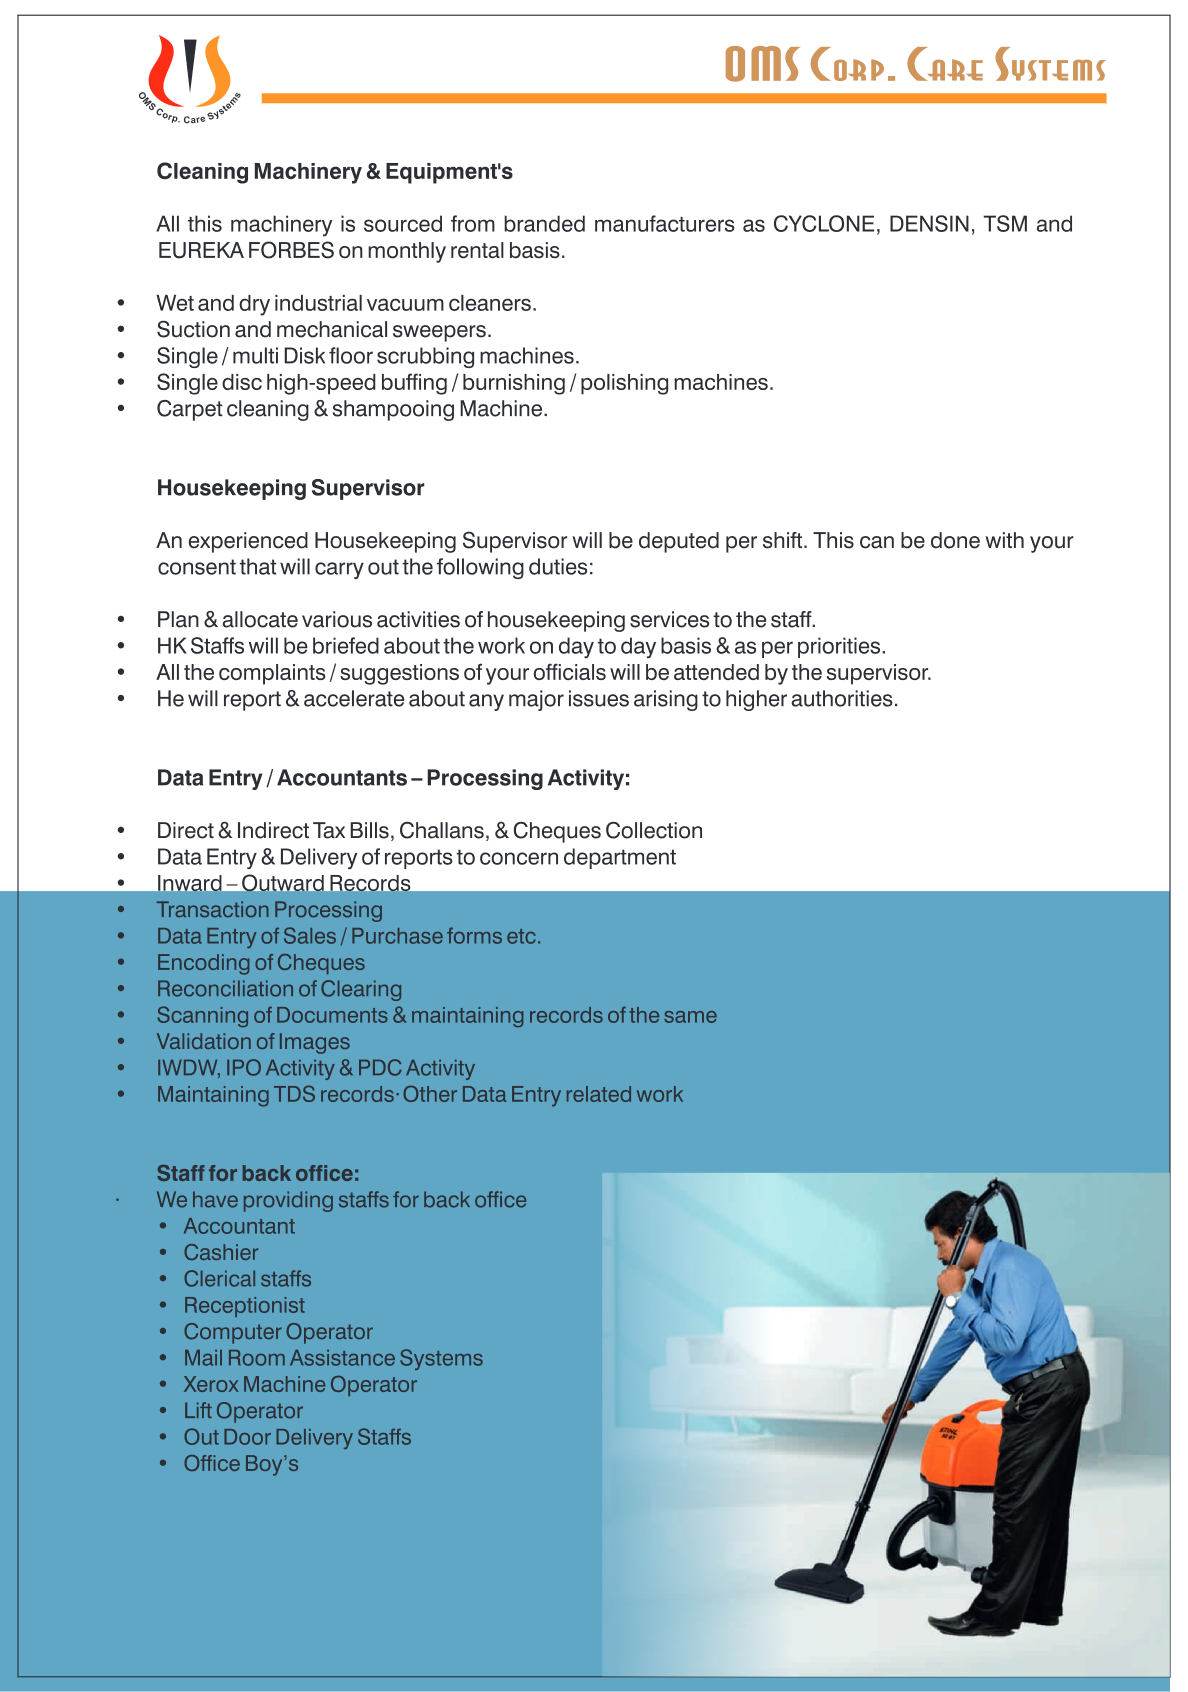 OMS Corp. Care Systems
OMS Corp. Care Systems
Cleaning Machinery & Equipment's
All this machinery is sourced from branded manufacturers as CYCLONE, DENSIN, TSM and
EUREKA FORBES on monthly rental basis.
• Wet and dry industrial vacuum cleaners.
• Suction and mechanical sweepers.
• Single / multi Disk floor scrubbing machines.
• Single disc high-speed buffing / burnishing / polishing machines.
• Carpet cleaning & shampooing Machine.
Housekeeping Supervisor
An experienced Housekeeping Supervisor will be deputed per shift. This can be done with your
consent that will carry out the following duties:
• Plan & allocate various activities of housekeeping services to the staff.
• HK Staffs will be briefed about the work on day to day basis & as per priorities.
• All the complaints / suggestions of your officials will be attended by the supervisor.
• He will report & accelerate about any major issues arising to higher authorities.
Data Entry / Accountants – Processing Activity:
• Direct & Indirect Tax Bills, Challans, & Cheques Collection
• Data Entry & Delivery of reports to concern department
• Inward – Outward Records
• Transaction Processing
• Data Entry of Sales / Purchase forms etc.
• Encoding of Cheques
• Reconciliation of Clearing
• Scanning of Documents & maintaining records of the same
• Validation of Images
• IWDW, IPO Activity & PDC Activity
• Maintaining TDS records· Other Data Entry related work
Staff for back office:
· We have providing staffs for back office
• Accountant
• Cashier
• Clerical staffs
• Receptionist
• Computer Operator
• Mail Room Assistance Systems
• Xerox Machine Operator
• Lift Operator
• Out Door Delivery Staffs
• Office Boy's
STIHL